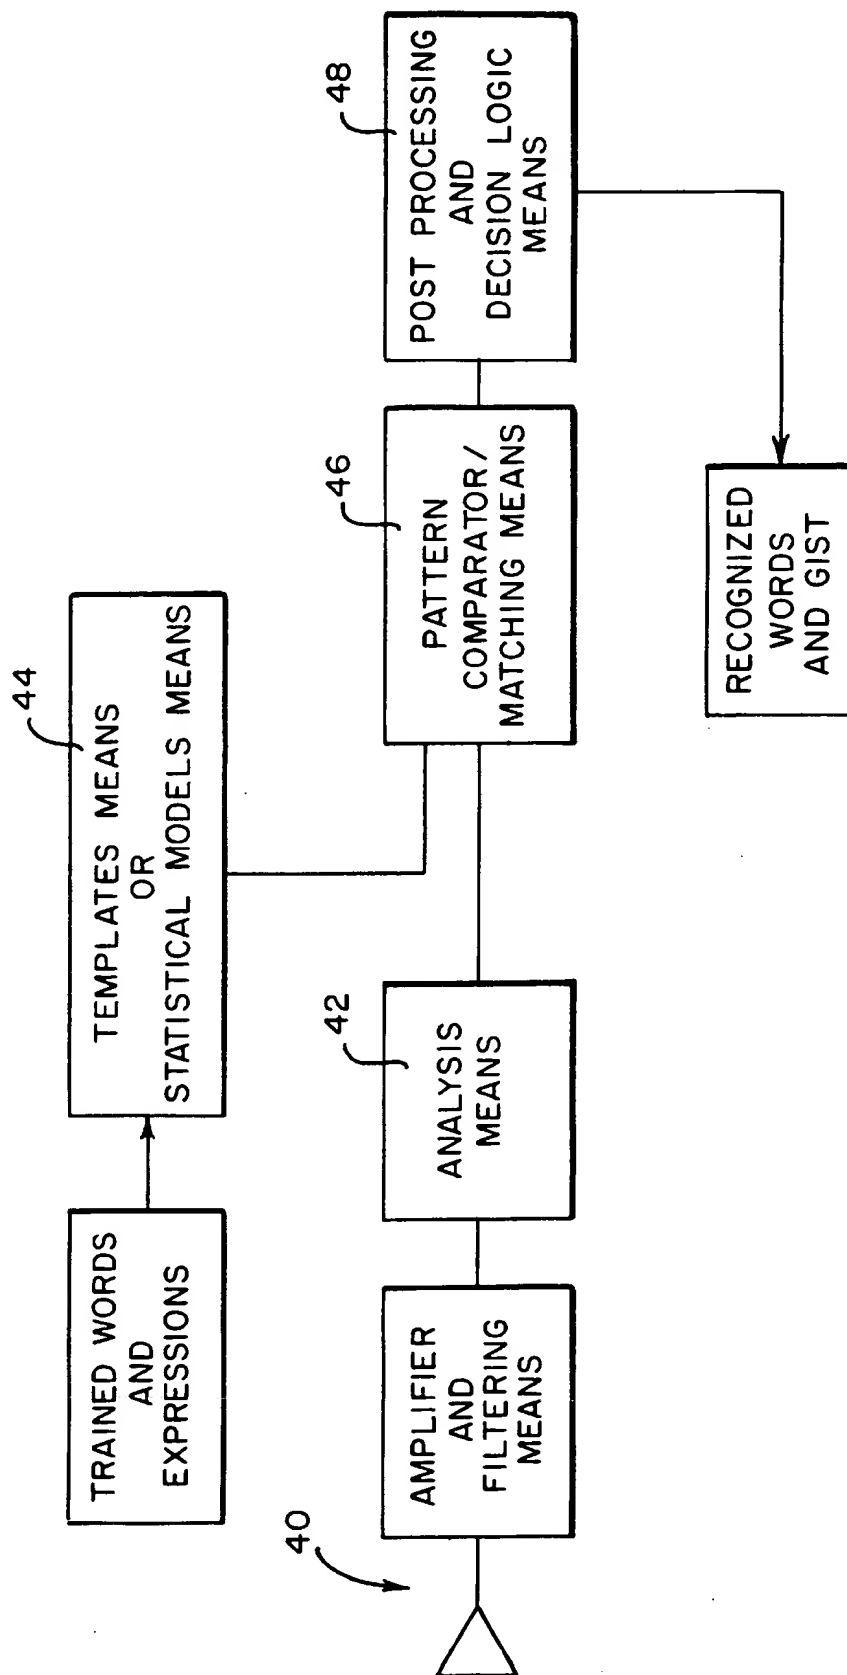 TRAINED WORDS
AND
EXPRESSIONS
44
TEMPLATES MEANS
OR
STATISTICAL MODELS MEANS
40
AMPLIFIER
AND
FILTERING
MEANS
42
ANALYSIS
MEANS
46
PATTERN
COMPARATOR/
MATCHING MEANS
48
POST PROCESSING
AND
DECISION LOGIC
MEANS
RECOGNIZED
WORDS
AND GIST